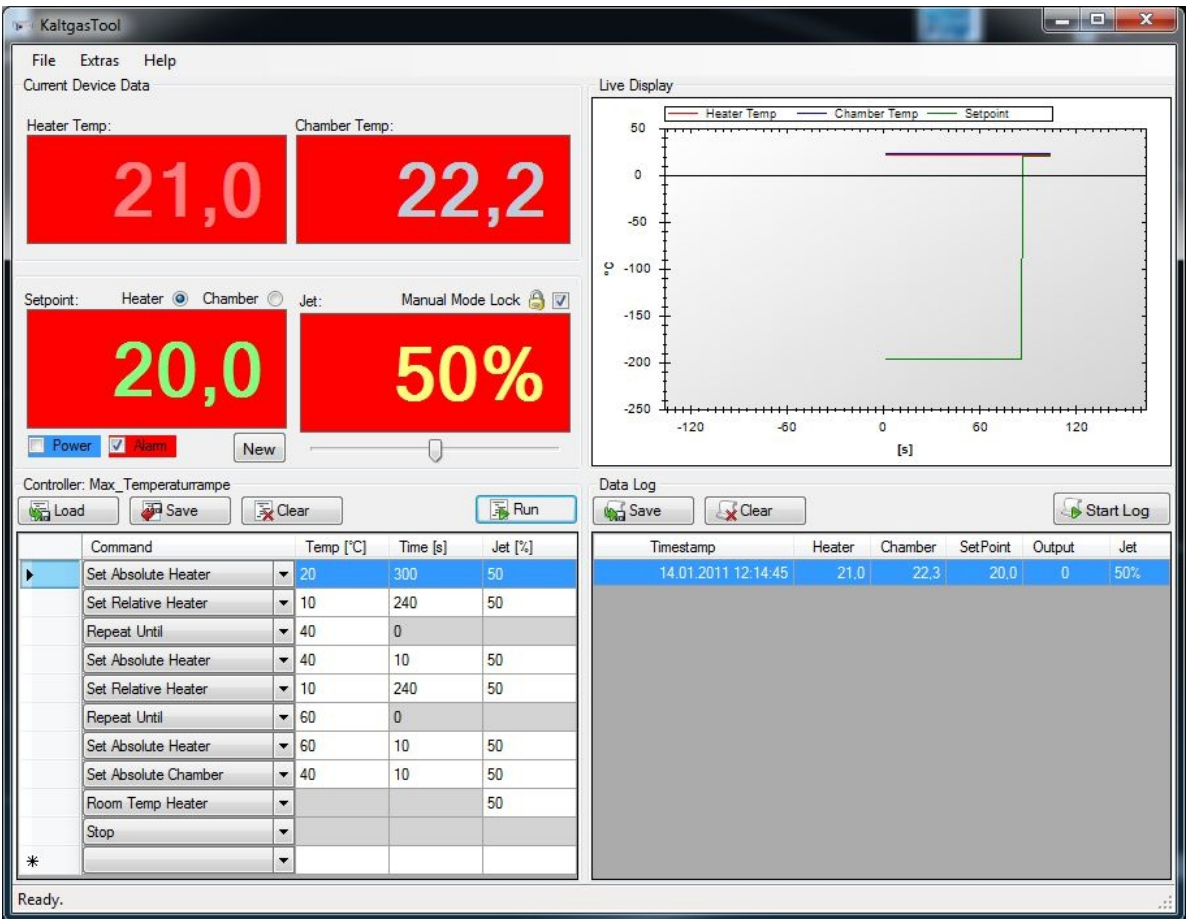 KaltgasTool
File Extras Help
Current Device Data
Heater Temp: Chamber Temp:
21,0 22,2
Setpoint: Heater Chamber Jet: Manual Mode Lock
20,0 50%
Power Alarm New
Live Display
Heater Temp Chamber Temp Setpoint
50
0
-50
-100
-150
-200
-250
°C
-120 -60 0 60 120
[s]
Controller: Max_Temperaturrampe
Load Save Clear Run
Command Temp [°C] Time [s] Jet [%]
Set Absolute Heater 20 300 50
Set Relative Heater 10 240 50
Repeat Until 40 0
Set Absolute Heater 40 10 50
Set Relative Heater 10 240 50
Repeat Until 60 0
Set Absolute Heater 60 10 50
Set Absolute Chamber 40 10 50
Room Temp Heater 50
Stop
Data Log
Save Clear Start Log
Timestamp Heater Chamber SetPoint Output Jet
14.01.2011 12:14:45 21,0 22,3 20,0 0 50%
Ready.